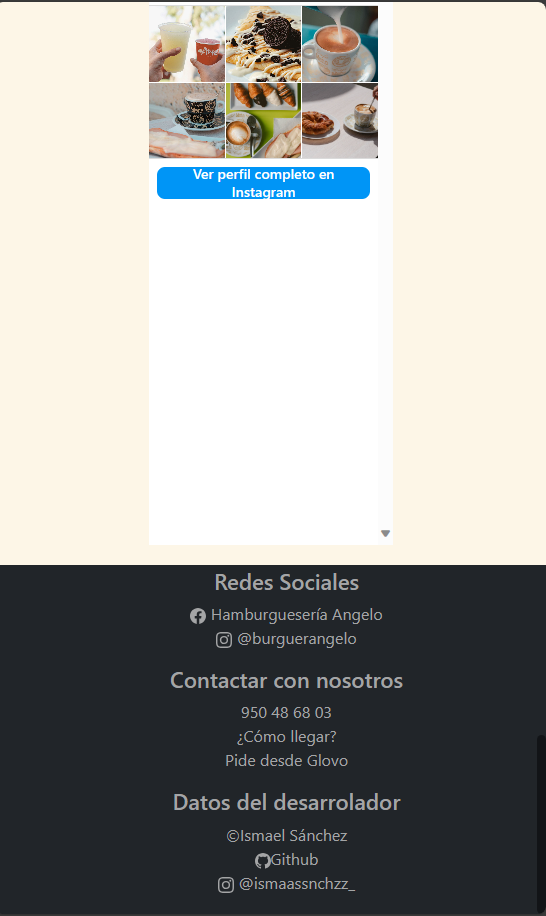 Ver perfil completo en
Instagram
Redes Sociales
Hamburguesería Angelo
@burguerangelo
Contactar con nosotros
950 48 68 03
¿Cómo llegar?
Pide desde Glovo
Datos del desarrolador
©Ismael Sánchez
Github
@ismaassnchzz_